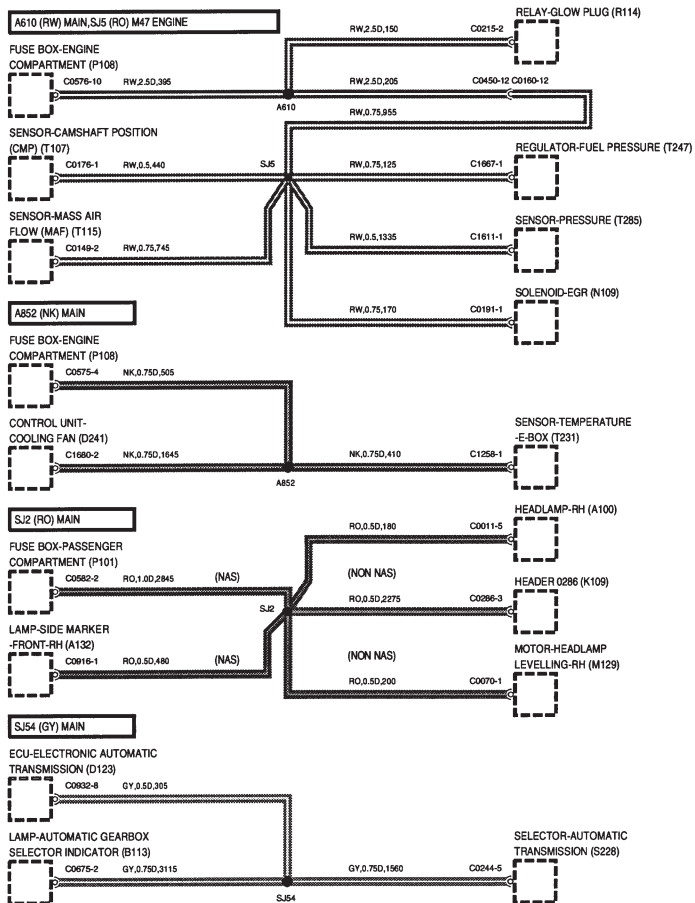 A610 (RW) MAIN,SJ5 (RO) M47 ENGINE
RELAY-GLOW PLUG (R114)
RW,2.5D,150
C0215-2
FUSE BOX-ENGINE
COMPARTMENT (P108)
C0576-10
RW,2.5D,395
RW,2.5D,205
C0450-12 C0160-12
A610
RW,0.75,955
SENSOR-CAMSHAFT POSITION
(CMP) (T107)
REGULATOR-FUEL PRESSURE (T247)
C0176-1
RW,0.5,440
SJ5
RW,0.75,125
C1667-1
SENSOR-MASS AIR
FLOW (MAF) (T115)
SENSOR-PRESSURE (T285)
C0149-2
RW,0.75,745
RW,0.5,1335
C1611-1
SOLENOID-EGR (N109)
RW,0.75,170
C0191-1
A852 (NK) MAIN
FUSE BOX-ENGINE
COMPARTMENT (P108)
C0575-4
NK,0.75D,505
CONTROL UNIT-
COOLING FAN (D241)
SENSOR-TEMPERATURE
-E-BOX (T231)
C1680-2
NK,0.75D,1645
NK,0.75D,410
C1258-1
A852
SJ2 (RO) MAIN
HEADLAMP-RH (A100)
RO,0.5D,180
C0011-5
FUSE BOX-PASSENGER
COMPARTMENT (P101)
C0582-2
RO,1.0D,2845
(NAS)
(NON NAS)
HEADER 0286 (K109)
RO,0.5D,2275
C0286-3
SJ2
LAMP-SIDE MARKER
-FRONT-RH (A132)
C0916-1
RO,0.5D,480
(NAS)
(NON NAS)
MOTOR-HEADLAMP
LEVELLING-RH (M129)
RO,0.5D,200
C0070-1
SJ54 (GY) MAIN
ECU-ELECTRONIC AUTOMATIC
TRANSMISSION (D123)
C0932-8
GY,0.5D,305
LAMP-AUTOMATIC GEARBOX
SELECTOR INDICATOR (B113)
SELECTOR-AUTOMATIC
TRANSMISSION (S228)
C0675-2
GY,0.75D,3115
GY,0.75D,1560
C0244-5
SJ54